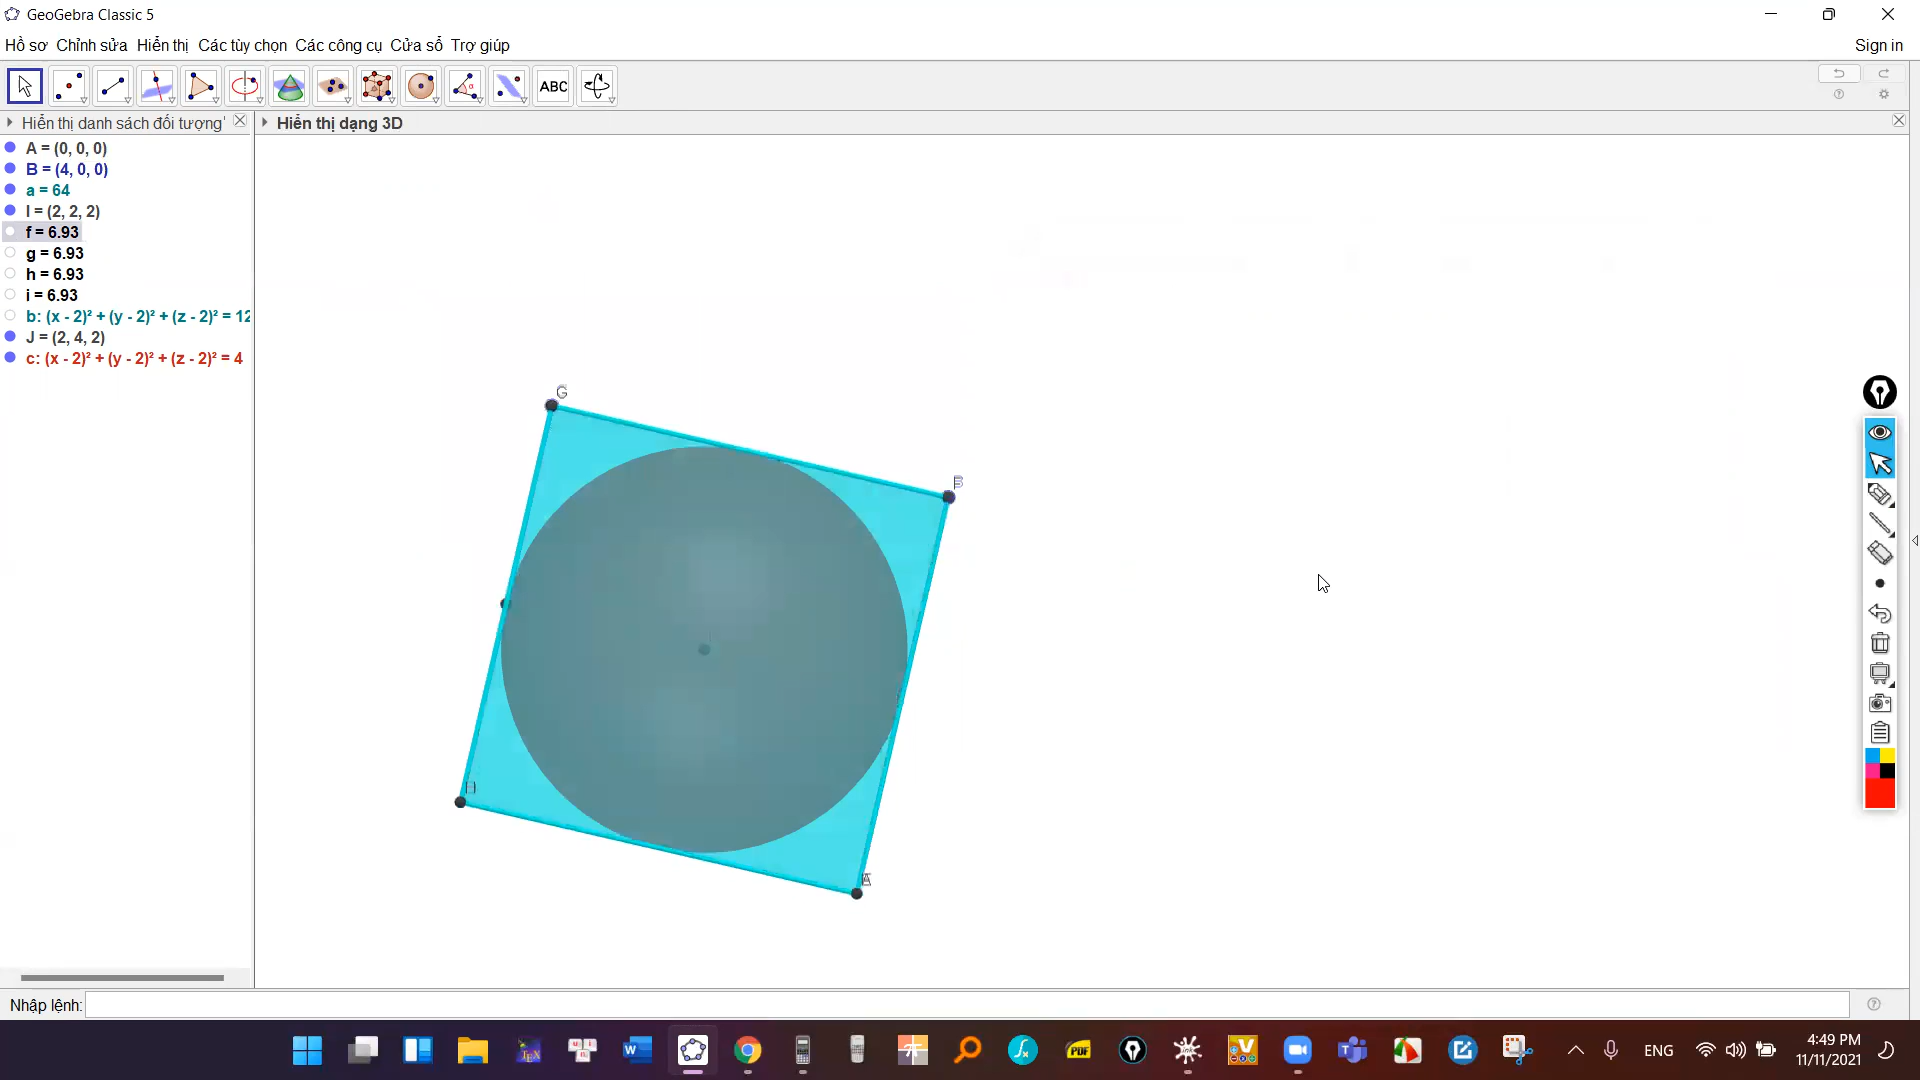 GeoGebra Classic 5
Hồ sơ Chỉnh sửa Hiển thị Các tùy chọn Các công cụ Cửa sổ Trợ giúp
Sign in
ABC
Hiển thị danh sách đối tượng
Hiển thị dạng 3D
A = (0, 0, 0)
B = (4, 0, 0)
a = 64
I = (2, 2, 2)
f = 6.93
g = 6.93
h = 6.93
i = 6.93
b: (x - 2)² + (y - 2)² + (z - 2)² = 12
J = (2, 4, 2)
c: (x - 2)² + (y - 2)² + (z - 2)² = 4
G
Nhập lệnh:
ENG
4:49 PM
11/11/2021